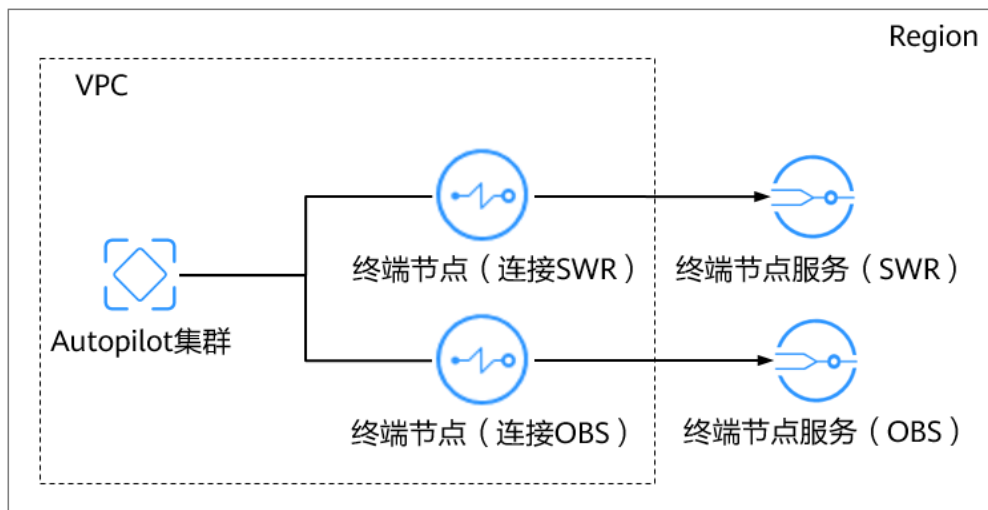 Region
VPC
终端节点（连接SWR）
终端节点服务（SWR）
Autopilot集群
终端节点（连接OBS）
终端节点服务（OBS）